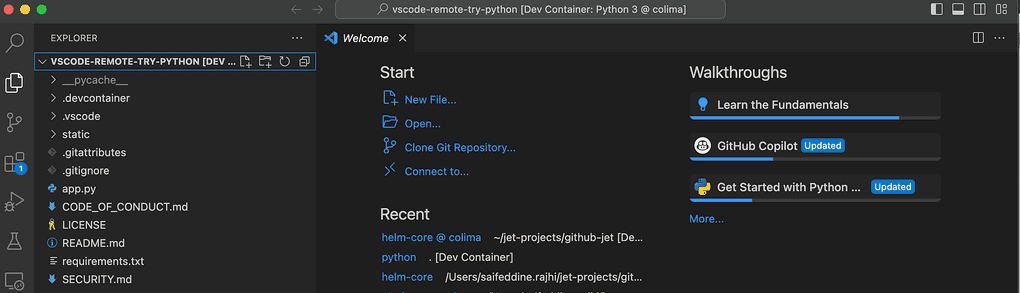 vscode-remote-try-python [Dev Container: Python 3 @ colima]
EXPLORER
Welcome
VSCODE-REMOTE-TRY-PYTHON [DEV ...
__pycache__
.devcontainer
.vscode
static
.gitattributes
.gitignore
app.py
CODE_OF_CONDUCT.md
LICENSE
README.md
requirements.txt
SECURITY.md
1
Start
New File...
Open...
Clone Git Repository...
Connect to...
Recent
helm-core @ colima ~/jet-projects/github-jet [De...
python . [Dev Container]
helm-core /Users/saifeddine.rajhi/jet-projects/git...
Walkthroughs
Learn the Fundamentals
GitHub Copilot Updated
Get Started with Python ... Updated
More...